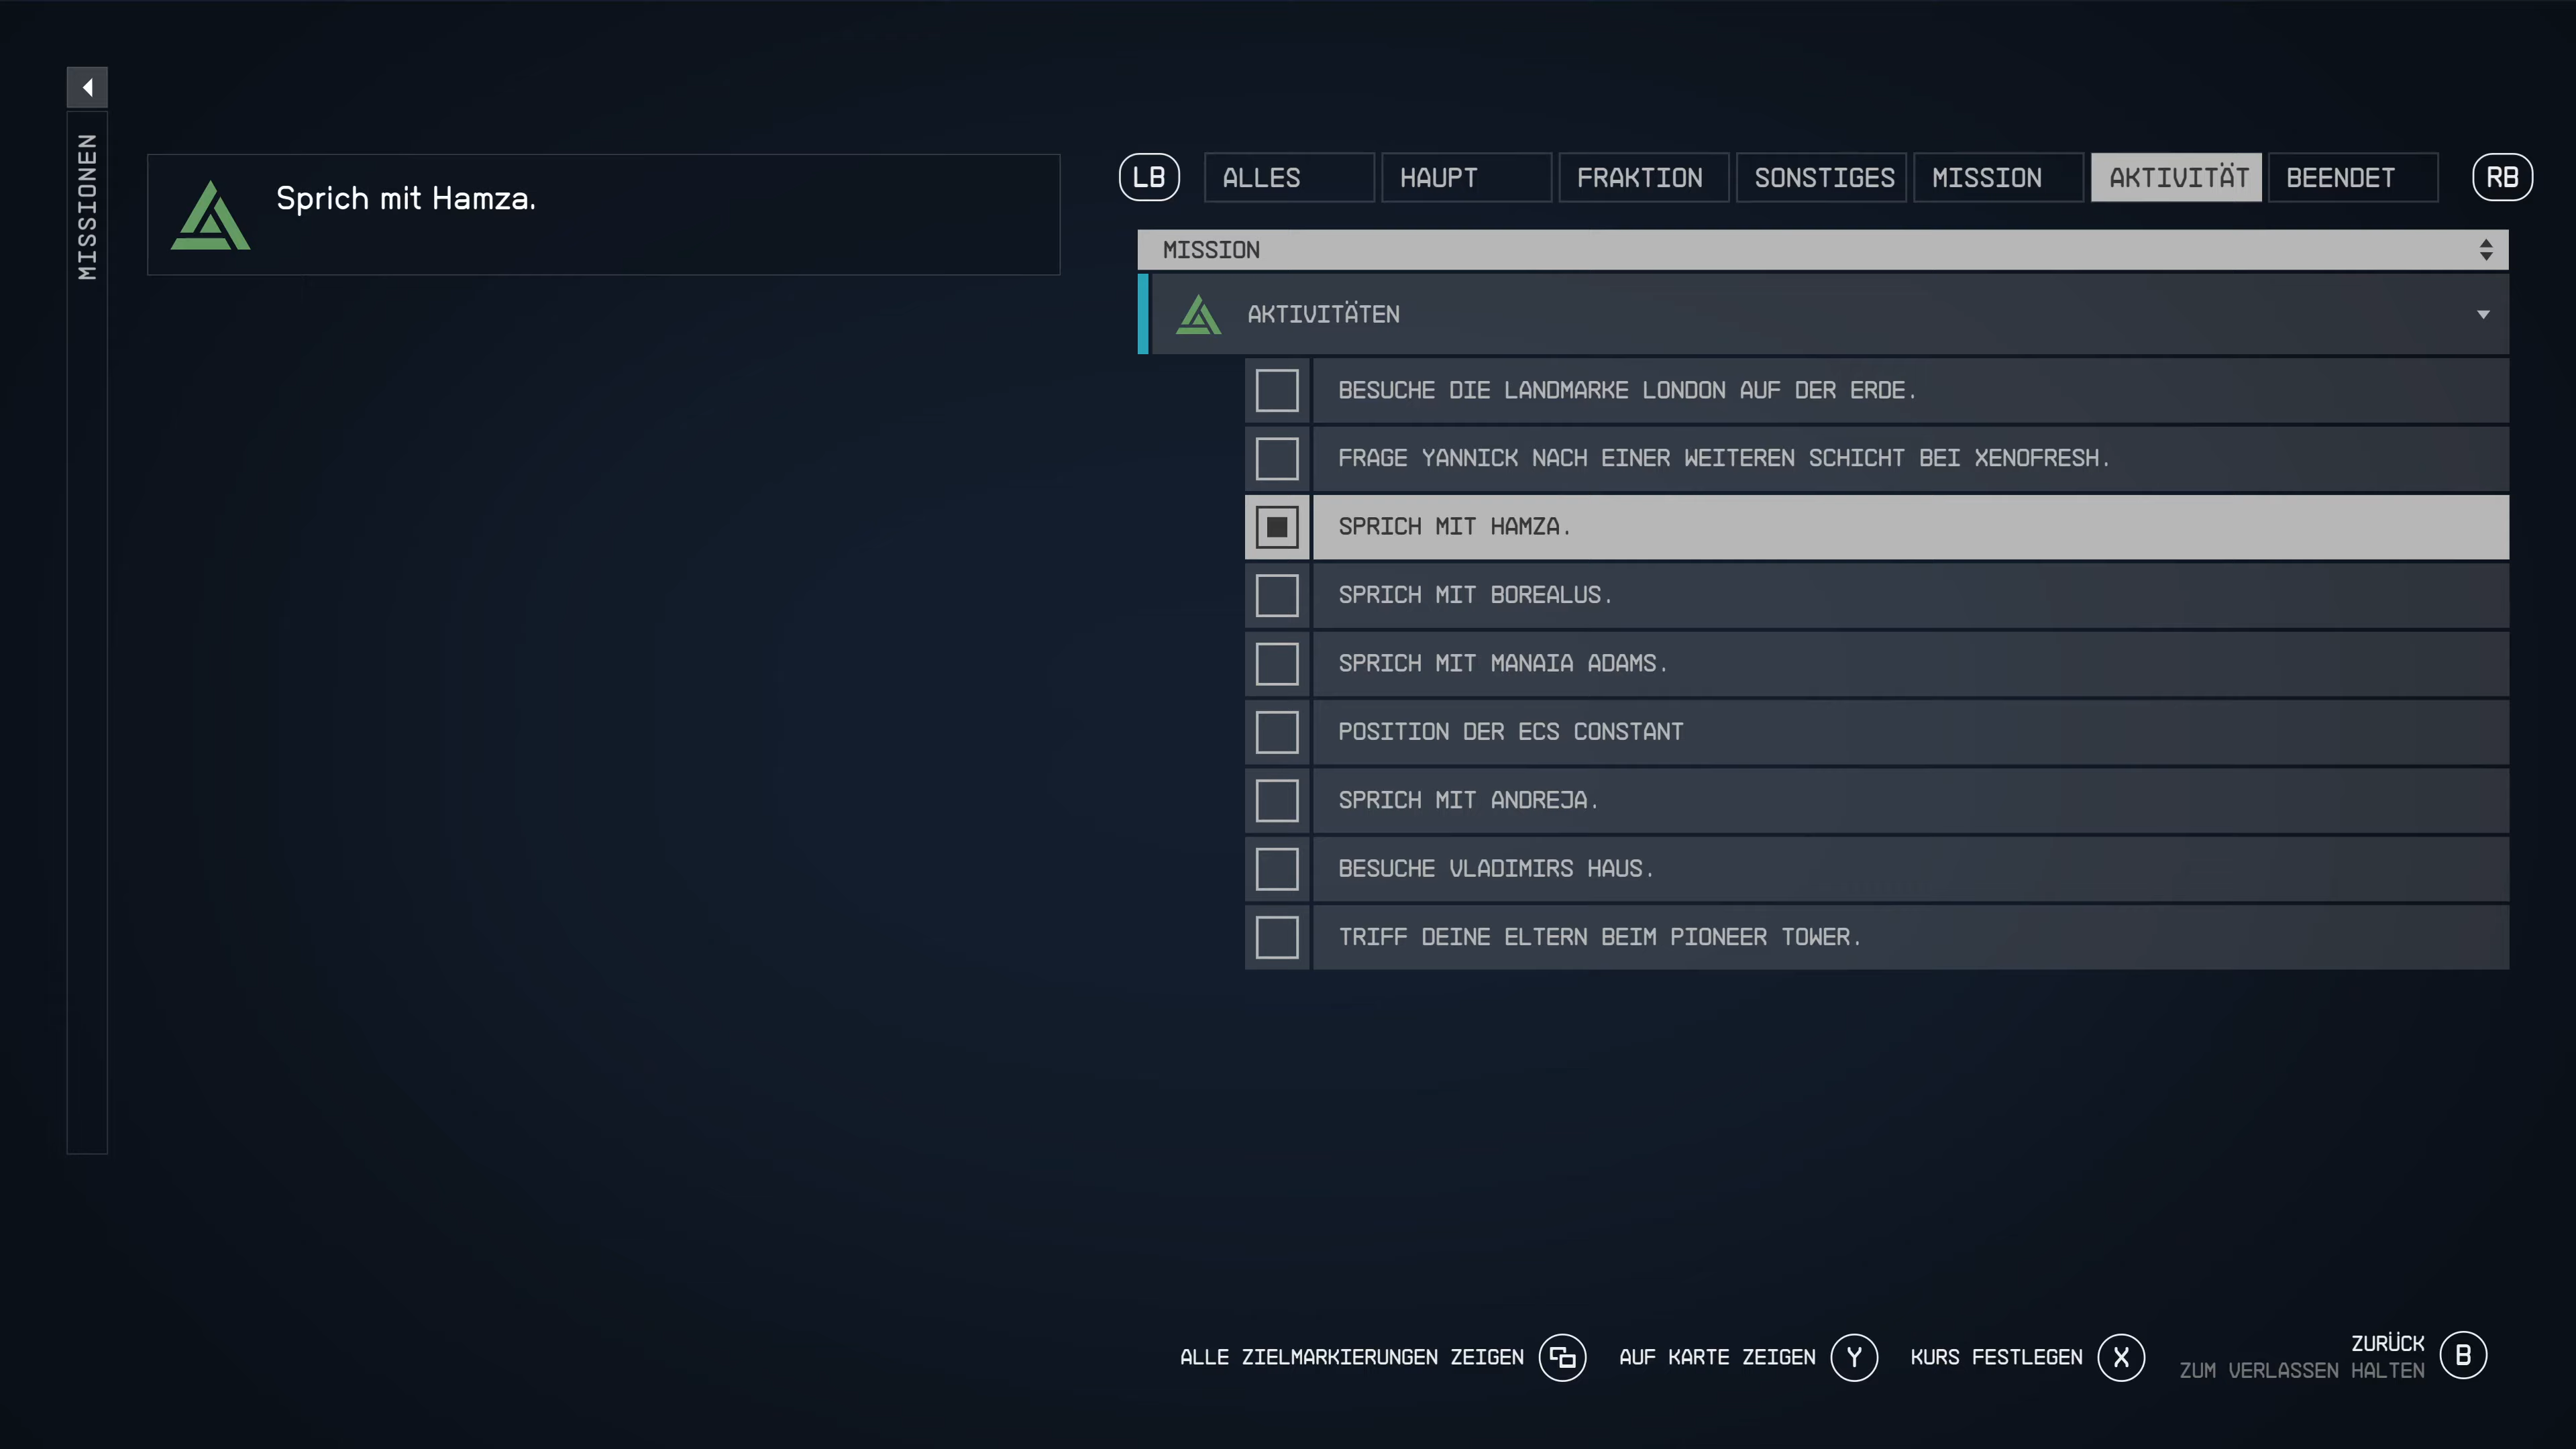 MISSIONEN
Sprich mit Hamza.
LB
ALLES
HAUPT
FRAKTION
SONSTIGES
MISSION
AKTIVITÄT
BEENDET
RB
MISSION
AKTIVITÄTEN
BESUCHE DIE LANDMARKE LONDON AUF DER ERDE.
FRAGE YANNICK NACH EINER WEITEREN SCHICHT BEI XENOFRESH.
SPRICH MIT HAMZA.
SPRICH MIT BOREALUS.
SPRICH MIT MANAIA ADAMS.
POSITION DER ECS CONSTANT
SPRICH MIT ANDREJA.
BESUCHE VLADIMIRS HAUS.
TRIFF DEINE ELTERN BEIM PIONEER TOWER.
ALLE ZIELMARKIERUNGEN ZEIGEN
AUF KARTE ZEIGEN Y
KURS FESTLEGEN X
ZURÜCK B
ZUM VERLASSEN HALTEN